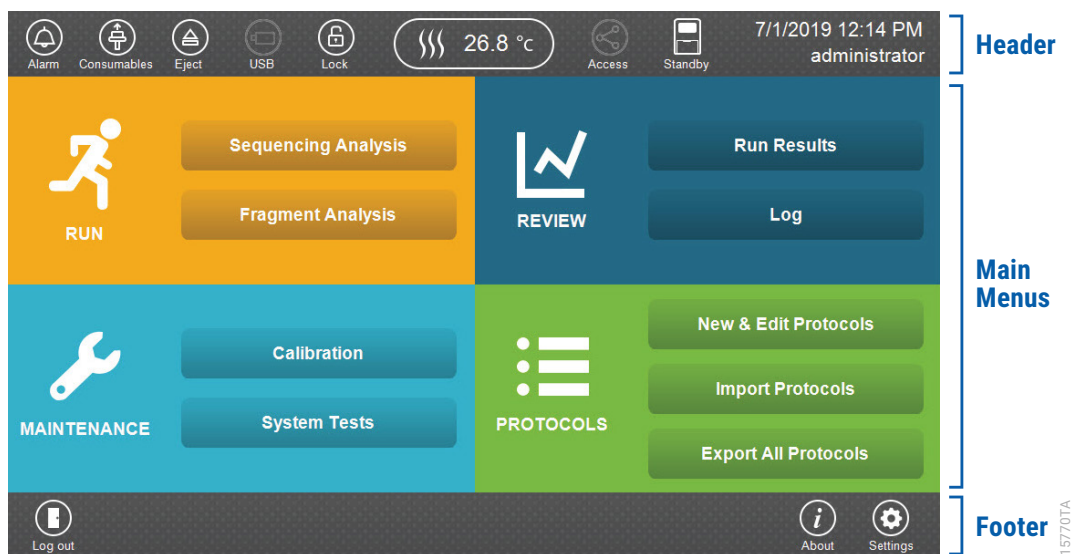 Alarm
Consumables
Eject
USB
Lock
26.8 °c
Access
Standby
7/1/2019 12:14 PM
administrator
Header
RUN
Sequencing Analysis
Fragment Analysis
REVIEW
Run Results
Log
Main
Menus
MAINTENANCE
Calibration
System Tests
PROTOCOLS
New & Edit Protocols
Import Protocols
Export All Protocols
Log out
i
About
Settings
Footer
15770TA